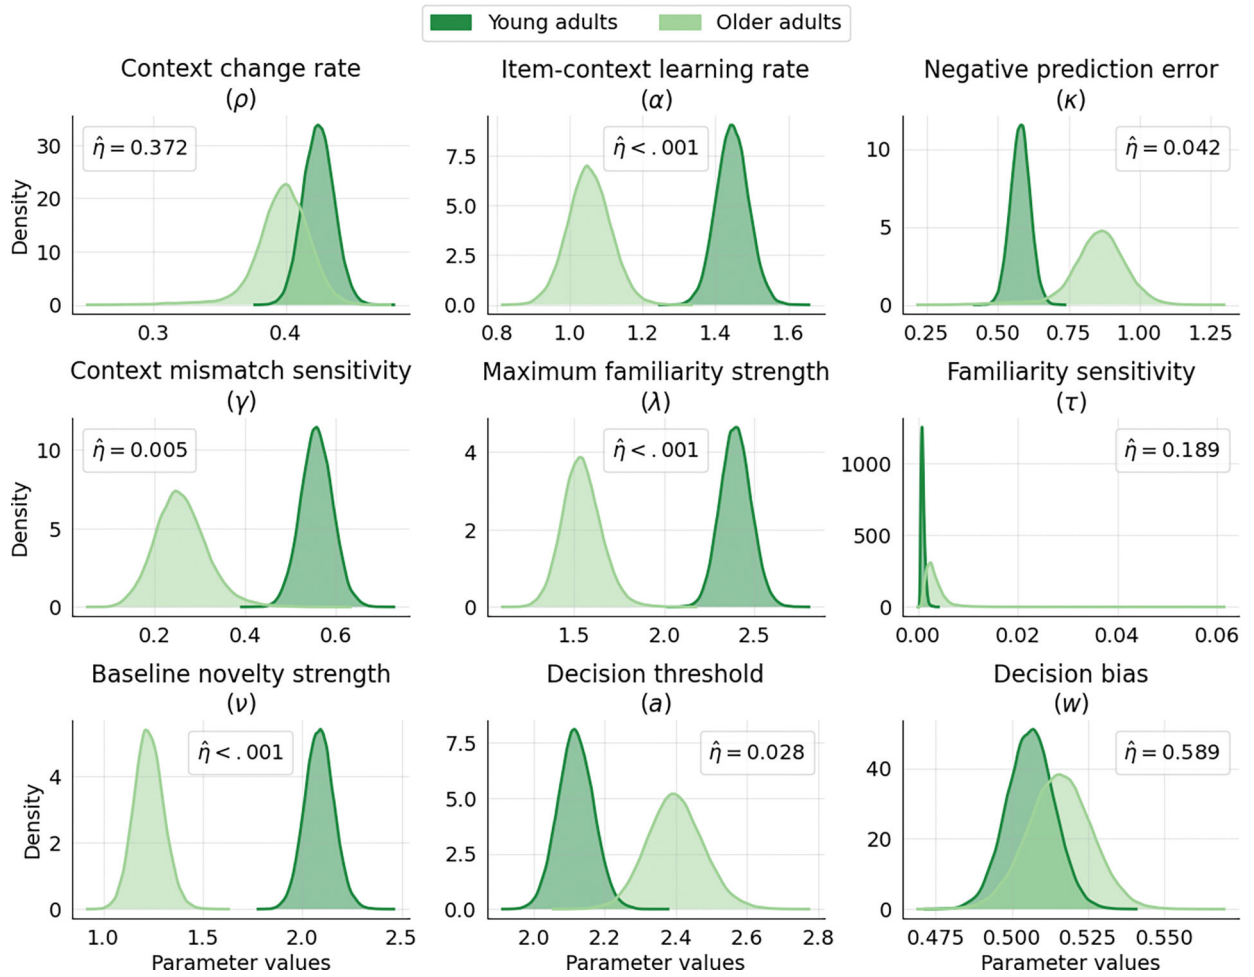 Young adults Older adults
Context change rate
(ρ)
η̂ = 0.372
Density
30
20
10
0
0.3 0.4
Item-context learning rate
(α)
η̂ < .001
7.5
5.0
2.5
0.0
0.8 1.0 1.2 1.4 1.6
Negative prediction error
(κ)
η̂ = 0.042
10
5
0
0.25 0.50 0.75 1.00 1.25
Context mismatch sensitivity
(γ)
η̂ = 0.005
Density
10
5
0
0.2 0.4 0.6
Maximum familiarity strength
(λ)
η̂ < .001
4
2
0
1.5 2.0 2.5
Familiarity sensitivity
(τ)
η̂ = 0.189
1000
500
0
0.00 0.02 0.04 0.06
Baseline novelty strength
(ν)
η̂ < .001
Density
4
2
0
1.0 1.5 2.0 2.5
Parameter values
Decision threshold
(a)
η̂ = 0.028
7.5
5.0
2.5
0.0
2.0 2.2 2.4 2.6 2.8
Parameter values
Decision bias
(w)
η̂ = 0.589
40
20
0
0.475 0.500 0.525 0.550
Parameter values